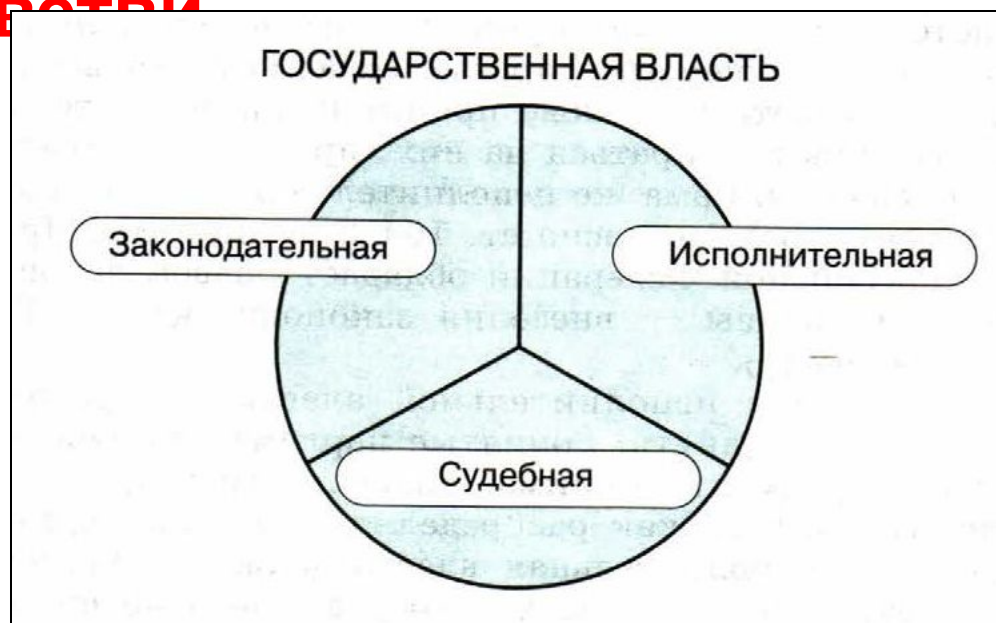 ГОСУДАРСТВЕННАЯ ВЛАСТЬ
Законодательная
Исполнительная
Судебная